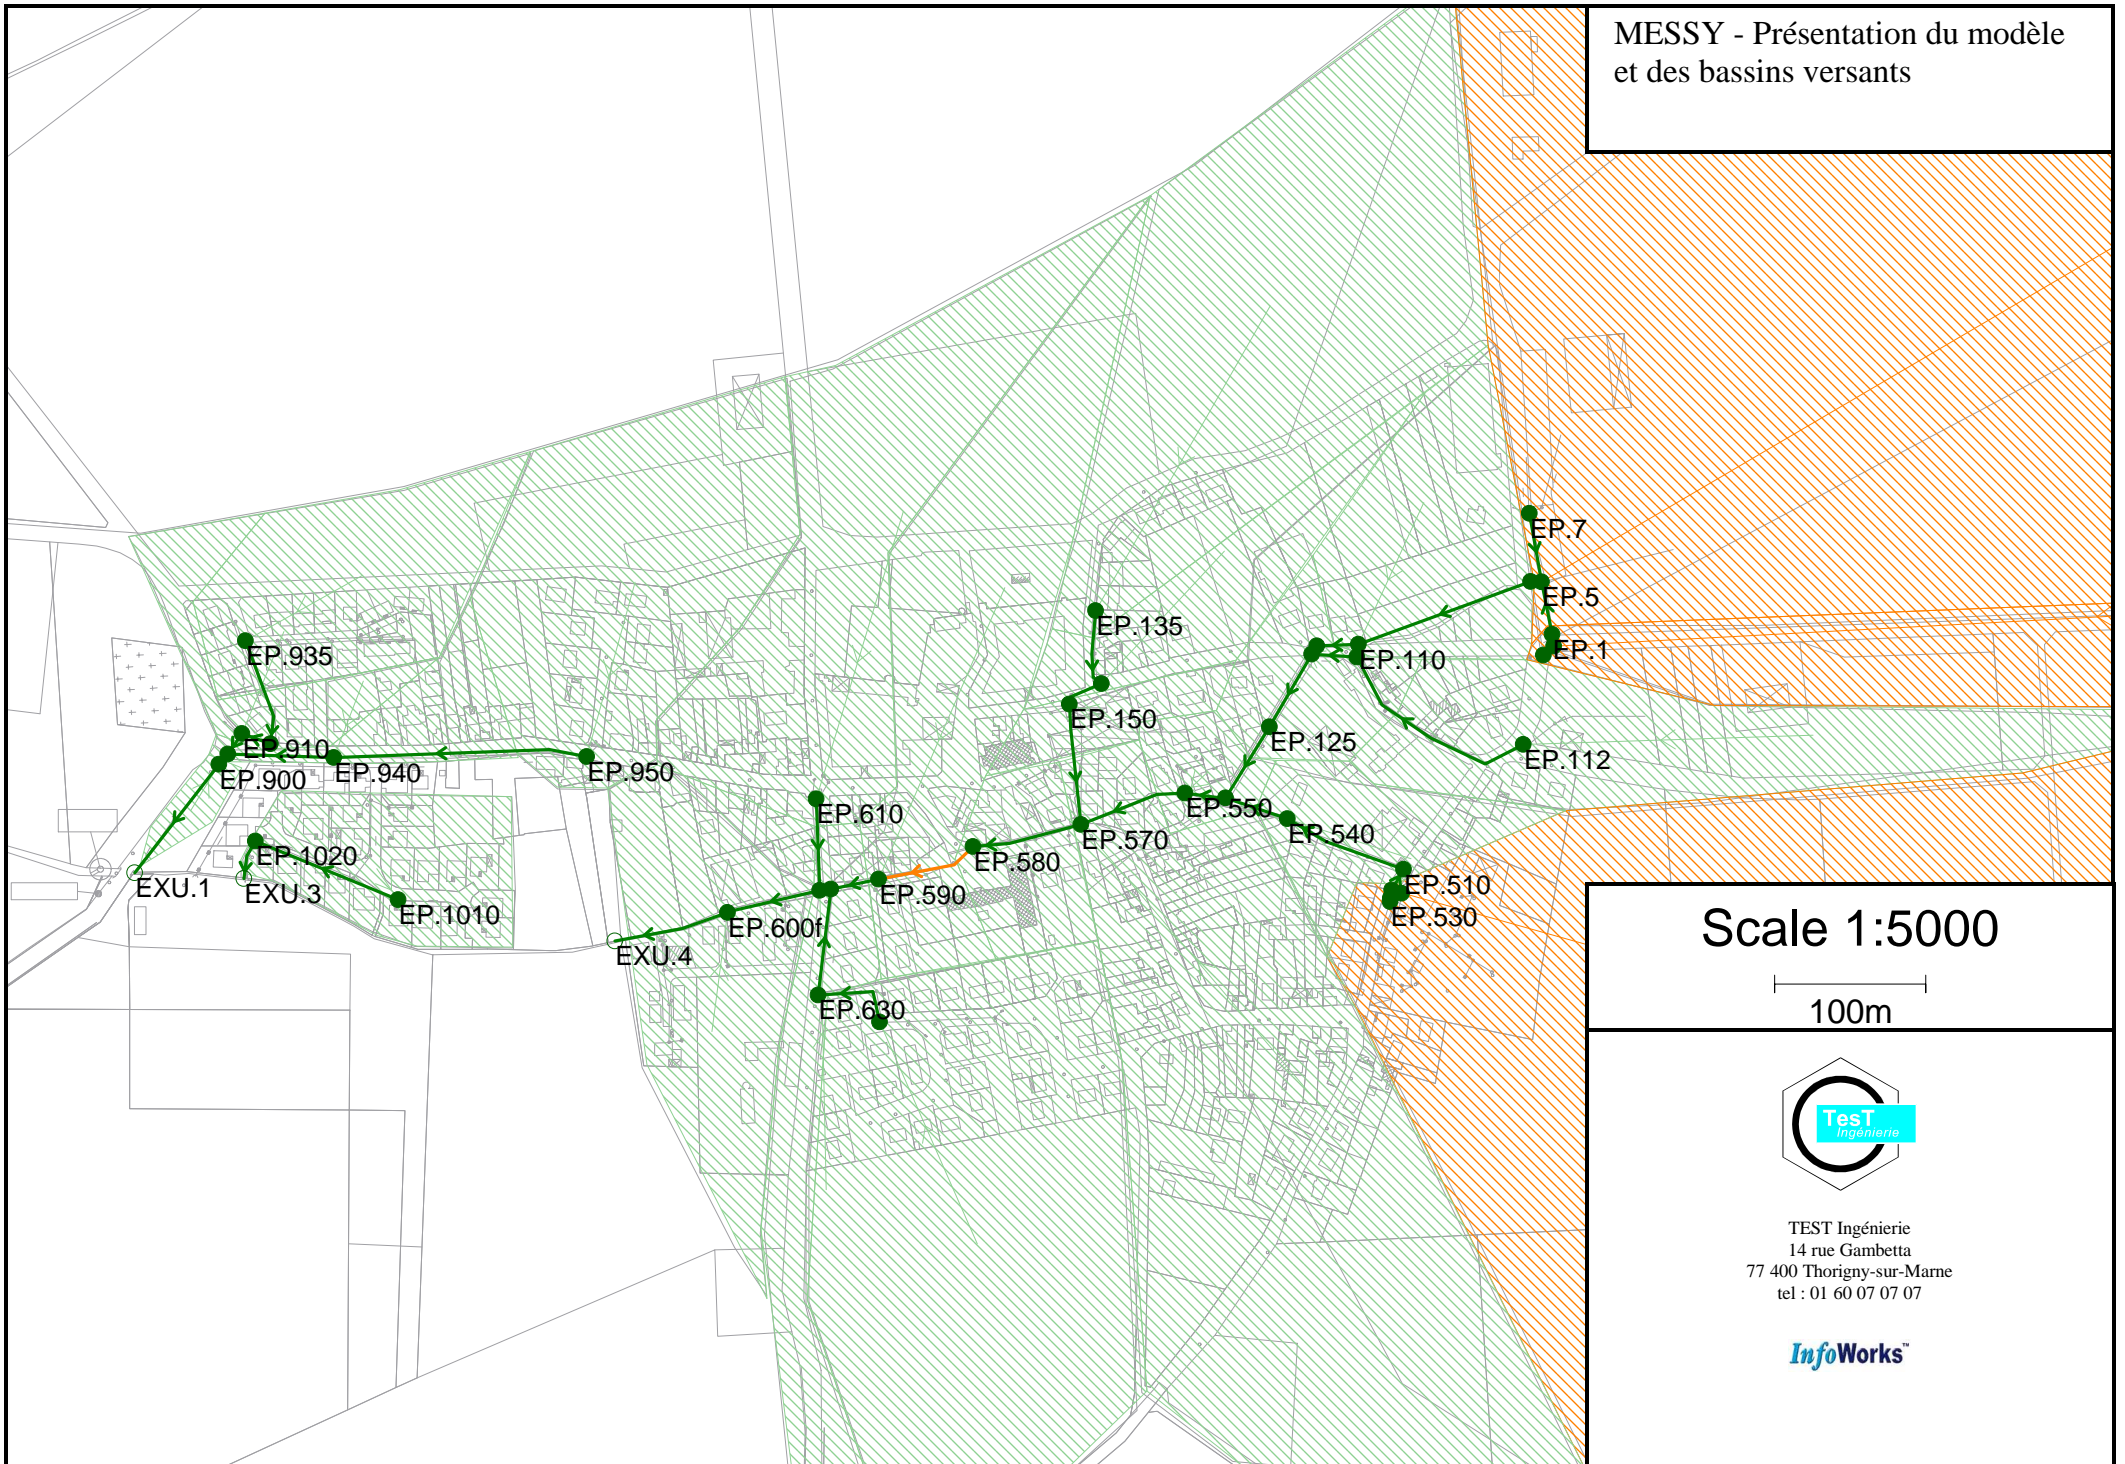 MESSY - Présentation du modèle
et des bassins versants
EP.7
EP.5
EP.1
EP.135
EP.110
EP.935
EP.150
EP.125
EP.112
EP.910
EP.900
EP.940
EP.950
EP.610
EP.550
EP.570
EP.540
EP.580
EP.1020
EXU.1
EXU.3
EP.1010
EP.590
EP.510
EP.530
EP.600f
EXU.4
EP.630
Scale 1:5000
100m
TesT
Ingénierie
TEST Ingénierie
14 rue Gambetta
77 400 Thorigny-sur-Marne
tel : 01 60 07 07 07
InfoWorks™